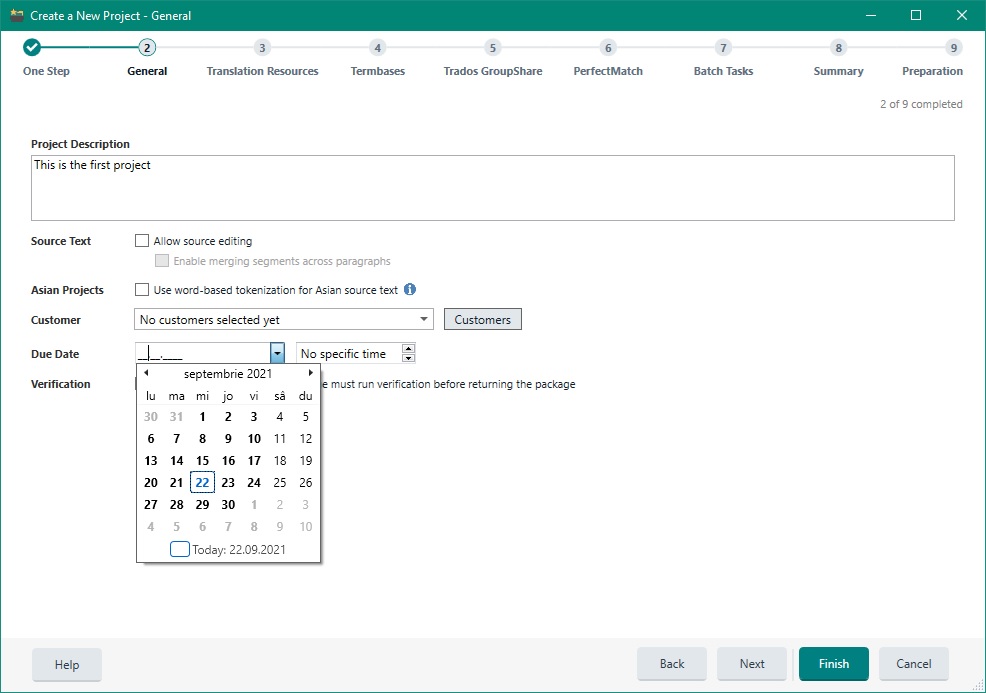 Create a New Project - General
2 3 4 5 6 7 8 9
One Step General Translation Resources Termbases Trados GroupShare PerfectMatch Batch Tasks Summary Preparation
2 of 9 completed
Project Description
This is the first project
Source Text Allow source editing
Enable merging segments across paragraphs
Asian Projects Use word-based tokenization for Asian source text
Customer No customers selected yet Customers
Due Date __.__.____ No specific time
Verification e must run verification before returning the package
septembrie 2021
lu ma mi jo vi sâ du
30 31 1 2 3 4 5
6 7 8 9 10 11 12
13 14 15 16 17 18 19
20 21 22 23 24 25 26
27 28 29 30 1 2 3
4 5 6 7 8 9 10
Today: 22.09.2021
Help Back Next Finish Cancel